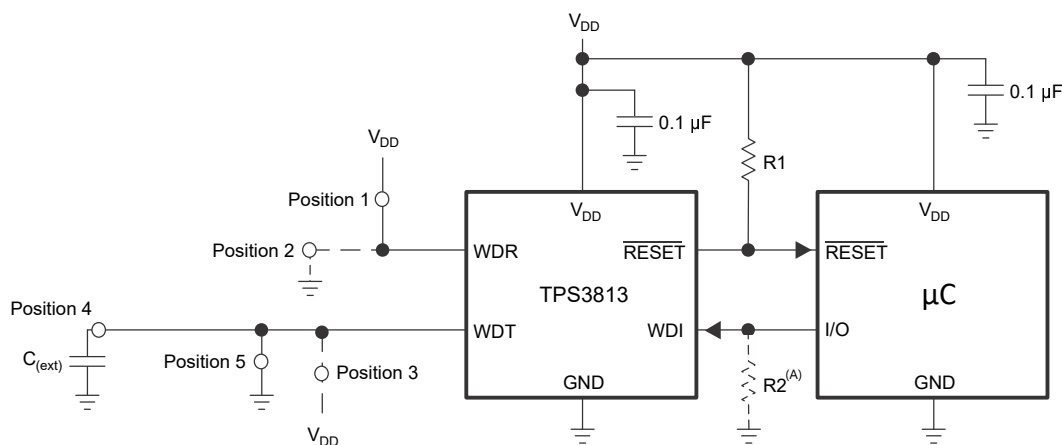 V_DD
0.1 µF
0.1 µF
V_DD
R1
Position 1
V_DD
V_DD
Position 2
WDR
RESET
RESET
TPS3813
µC
Position 4
WDT
WDI
I/O
C_(ext)
Position 5
Position 3
R2^(A)
GND
GND
V_DD